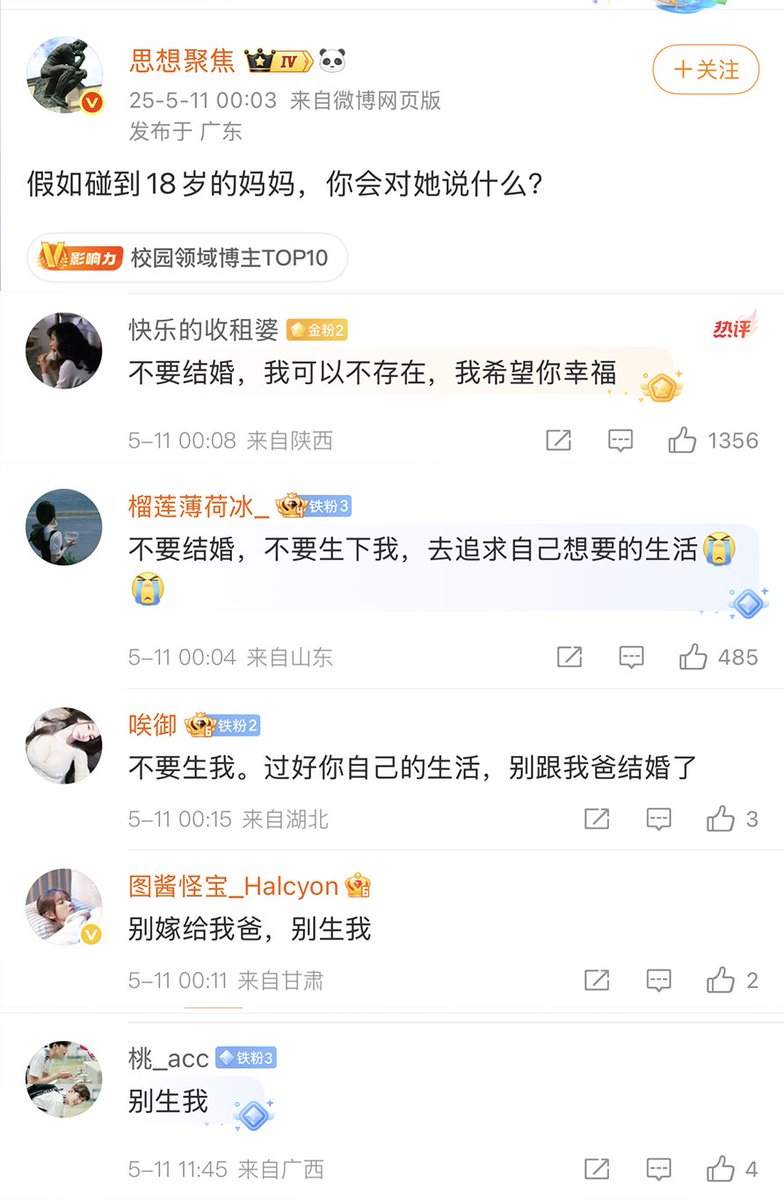 思想聚焦 IV
25-5-11 00:03 来自微博网页版
发布于 广东
+关注
假如碰到18岁的妈妈，你会对她说什么？
V影响力 校园领域博主TOP10
快乐的收租婆 金粉2
热评
不要结婚，我可以不存在，我希望你幸福
5-11 00:08 来自陕西
1356
榴莲薄荷冰_ 铁粉3
不要结婚，不要生下我，去追求自己想要的生活😭
😭
5-11 00:04 来自山东
485
唉御 6 铁粉2
不要生我。过好你自己的生活，别跟我爸结婚了
5-11 00:15 来自湖北
3
图酱怪宝_Halcyon 6
别嫁给我爸，别生我
5-11 00:11 来自甘肃
2
桃_acc 铁粉3
别生我
5-11 11:45 来自广西
4